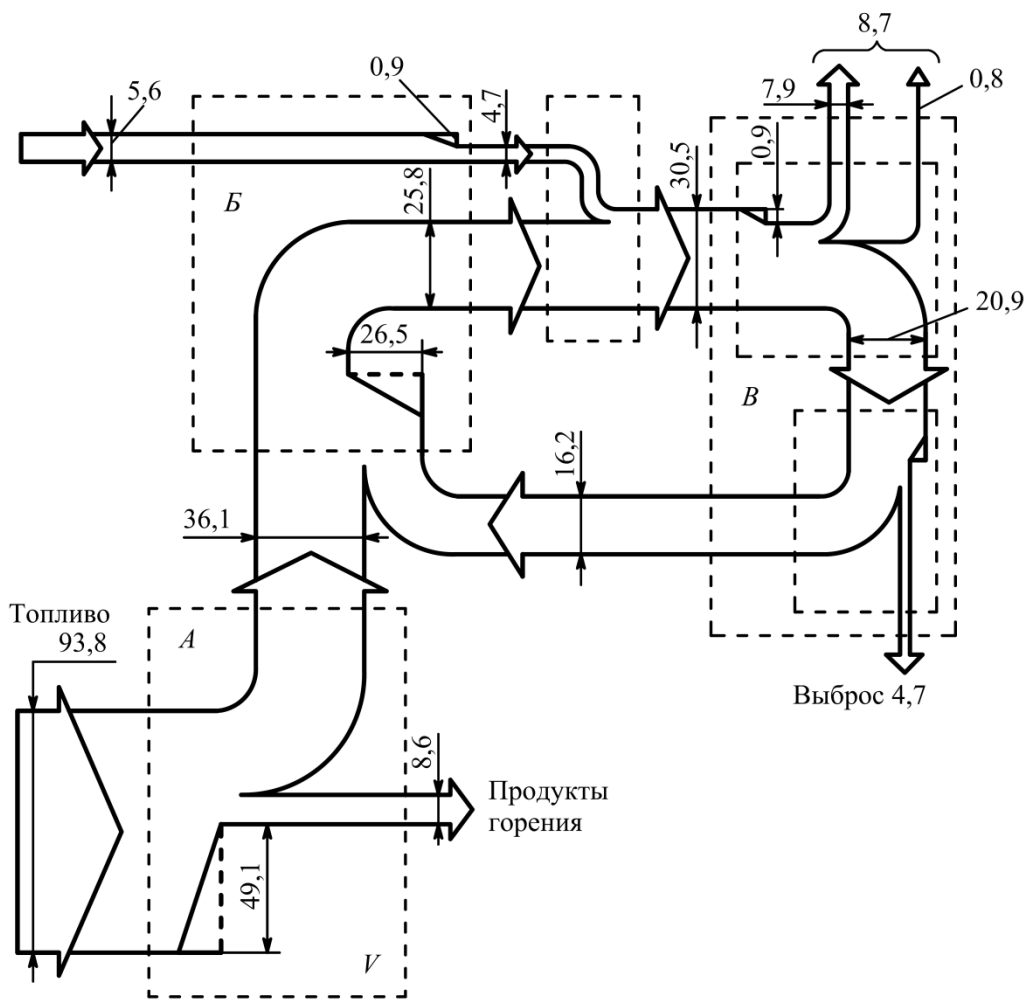 8,7
5,6
0,9
4,7
7,9
0,8
0,9
30,5
Б
25,8
26,5
20,9
В
16,2
36,1
Топливо
93,8
А
Выброс 4,7
8,6
Продукты
горения
49,1
V